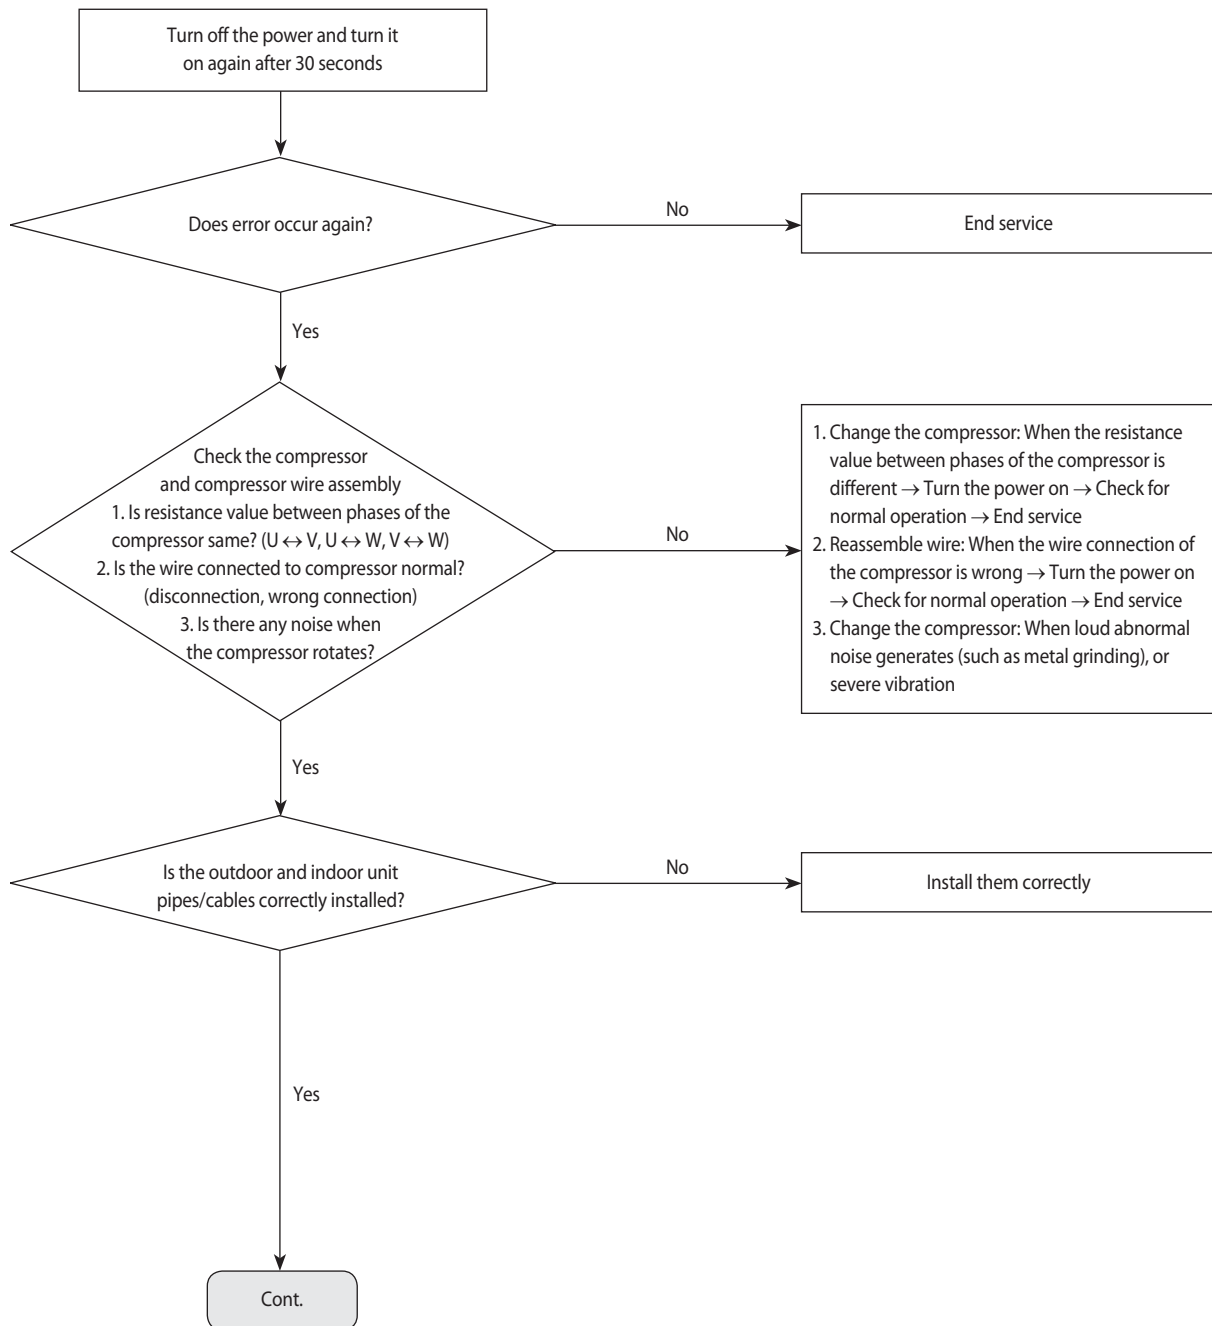 Turn off the power and turn it
on again after 30 seconds
Does error occur again?
No
End service
Yes
Check the compressor
and compressor wire assembly
1. Is resistance value between phases of the
compressor same? (U ↔ V, U ↔ W, V ↔ W)
2. Is the wire connected to compressor normal?
(disconnection, wrong connection)
3. Is there any noise when
the compressor rotates?
No
1. Change the compressor: When the resistance
value between phases of the compressor is
different → Turn the power on → Check for
normal operation → End service
2. Reassemble wire: When the wire connection of
the compressor is wrong → Turn the power on
→ Check for normal operation → End service
3. Change the compressor: When loud abnormal
noise generates (such as metal grinding), or
severe vibration
Yes
Is the outdoor and indoor unit
pipes/cables correctly installed?
No
Install them correctly
Yes
Cont.